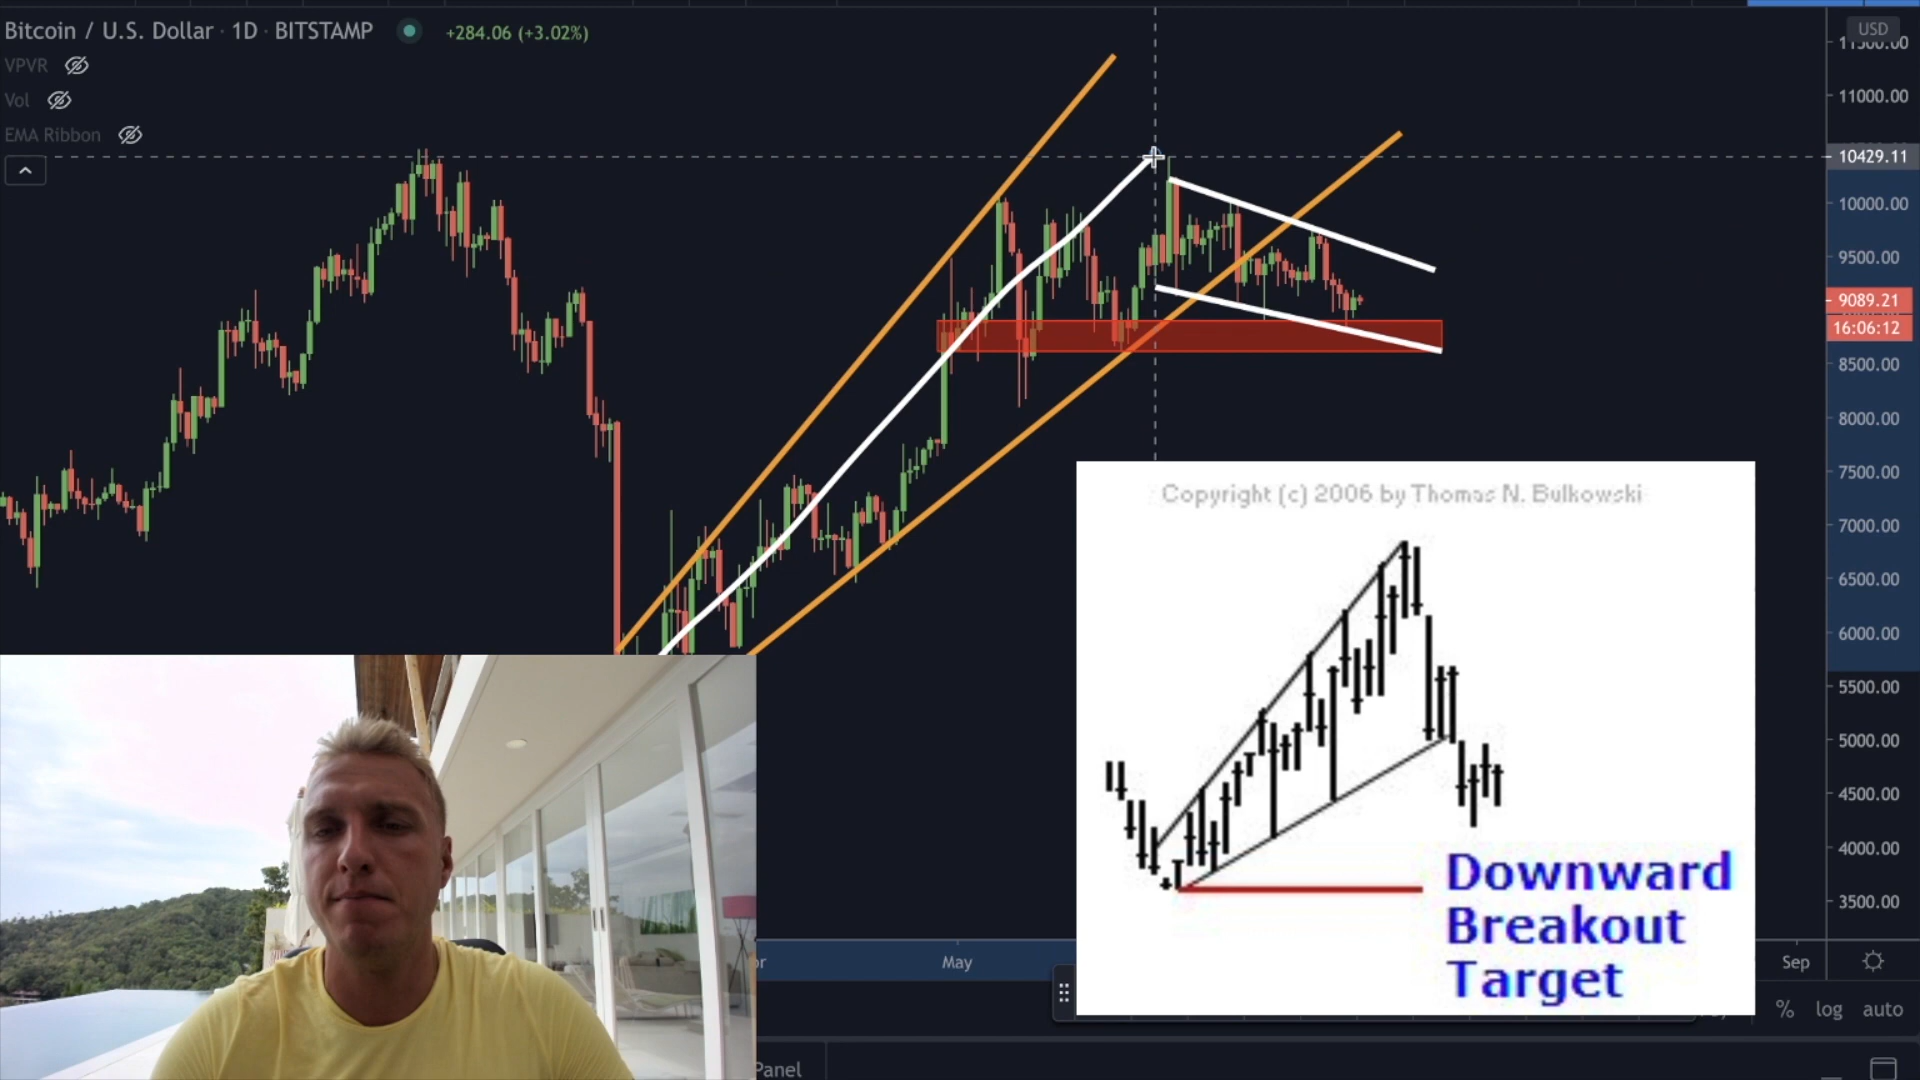 Bitcoin / U.S. Dollar · 1D · BITSTAMP
+284.06 (+3.02%)
VPVR
Vol
EMA Ribbon
USD
11000.00
10429.11
10000.00
9500.00
9089.21
16:06:12
8500.00
8000.00
7500.00
7000.00
6500.00
6000.00
5500.00
5000.00
4500.00
4000.00
3500.00
Copyright (c) 2006 by Thomas N. Bulkowski
Downward
Breakout
Target
May
Sep
% log auto
Panel